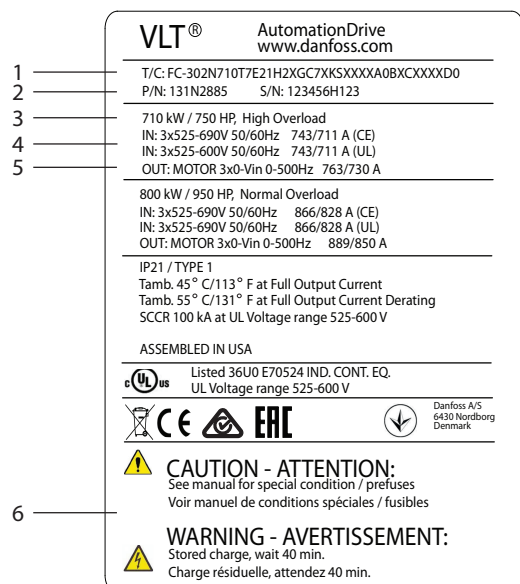 VLT® AutomationDrive
www.danfoss.com
1 T/C: FC-302N710T7E21H2XGC7XKSXXXXA0BXCXXXXD0
2 P/N: 131N2885 S/N: 123456H123
3 710 kW / 750 HP, High Overload
4 IN: 3x525-690V 50/60Hz 743/711 A (CE)
IN: 3x525-600V 50/60Hz 743/711 A (UL)
5 OUT: MOTOR 3x0-Vin 0-500Hz 763/730 A
800 kW / 950 HP, Normal Overload
IN: 3x525-690V 50/60Hz 866/828 A (CE)
IN: 3x525-690V 50/60Hz 866/828 A (UL)
OUT: MOTOR 3x0-Vin 0-500Hz 889/850 A
IP21 / TYPE 1
Tamb. 45° C/113° F at Full Output Current
Tamb. 55° C/131° F at Full Output Current Derating
SCCR 100 kA at UL Voltage range 525-600 V
ASSEMBLED IN USA
c UL us Listed 36U0 E70524 IND. CONT. EQ.
UL Voltage range 525-600 V
CE EAC
Danfoss A/S
6430 Nordborg
Denmark
CAUTION - ATTENTION:
See manual for special condition / prefuses
Voir manuel de conditions spéciales / fusibles
6
WARNING - AVERTISSEMENT:
Stored charge, wait 40 min.
Charge résiduelle, attendez 40 min.